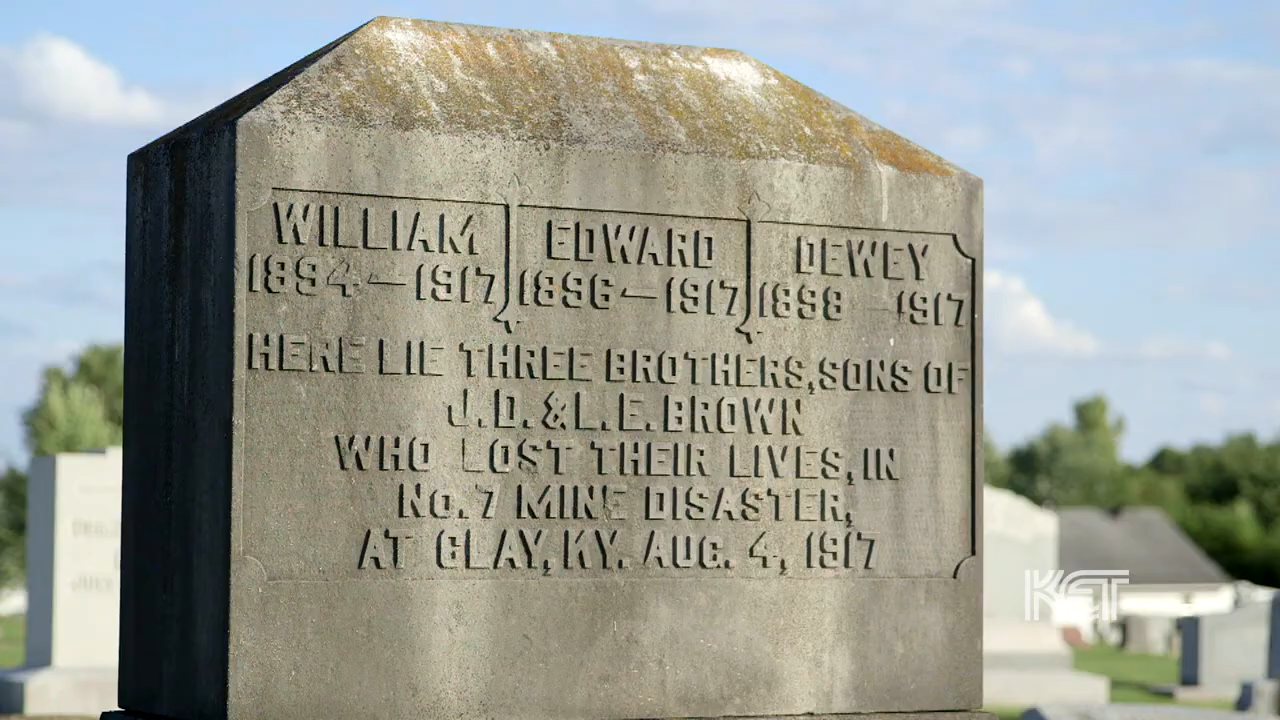 WILLIAM EDWARD DEWEY
1894-1917 1896-1917 1898-1917
HERE LIE THREE BROTHERS, SONS OF
J. D. & L. E. BROWN
WHO LOST THEIR LIVES, IN
No. 7 MINE DISASTER,
AT CLAY, KY. AUG. 4, 1917
KET